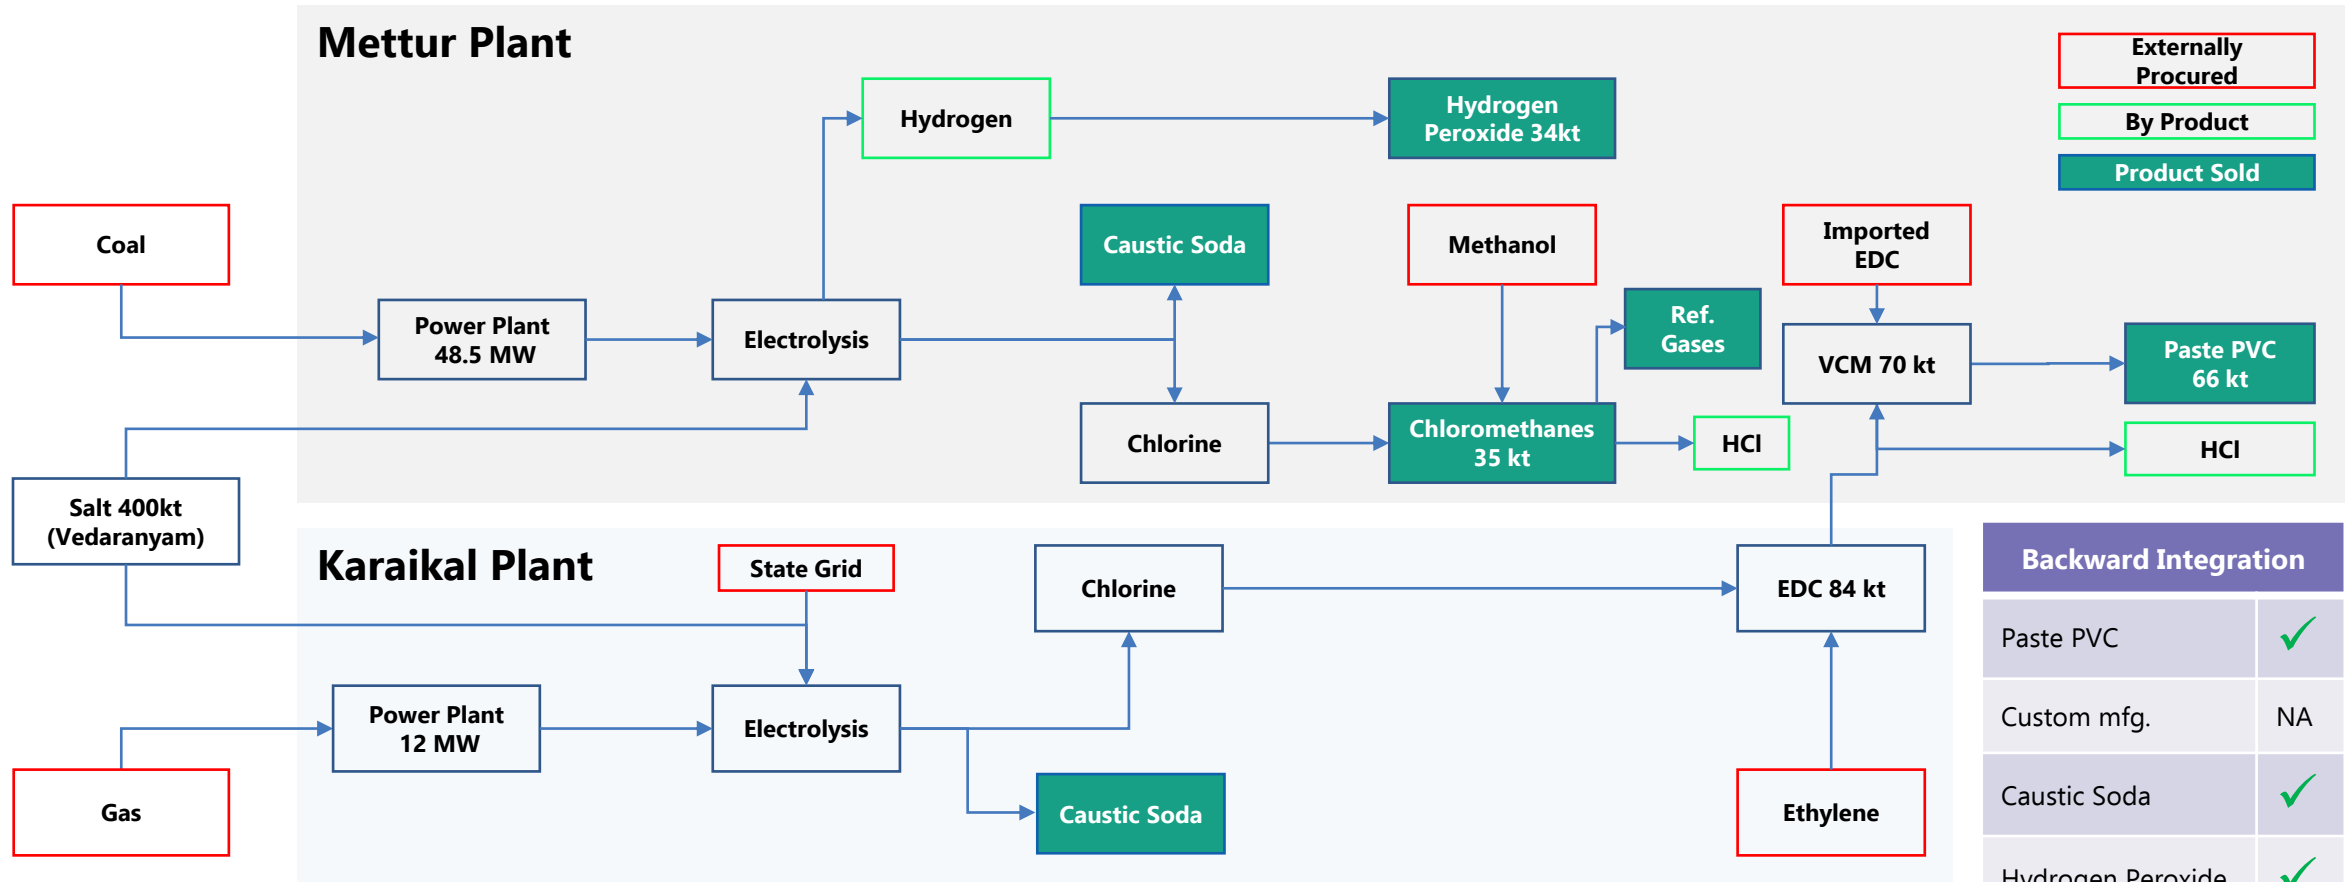 Mettur Plant
Externally
Procured
By Product
Product Sold
Hydrogen
Hydrogen
Peroxide 34kt
Coal
Caustic Soda
Methanol
Imported
EDC
Power Plant
48.5 MW
Electrolysis
Ref.
Gases
VCM 70 kt
Paste PVC
66 kt
Chlorine
Chloromethanes
35 kt
HCl
HCl
Salt 400kt
(Vedaranyam)
Karaikal Plant
State Grid
Chlorine
EDC 84 kt
Power Plant
12 MW
Electrolysis
Gas
Caustic Soda
Ethylene
Backward Integration
Paste PVC
Custom mfg. NA
Caustic Soda
Hydrogen Peroxide